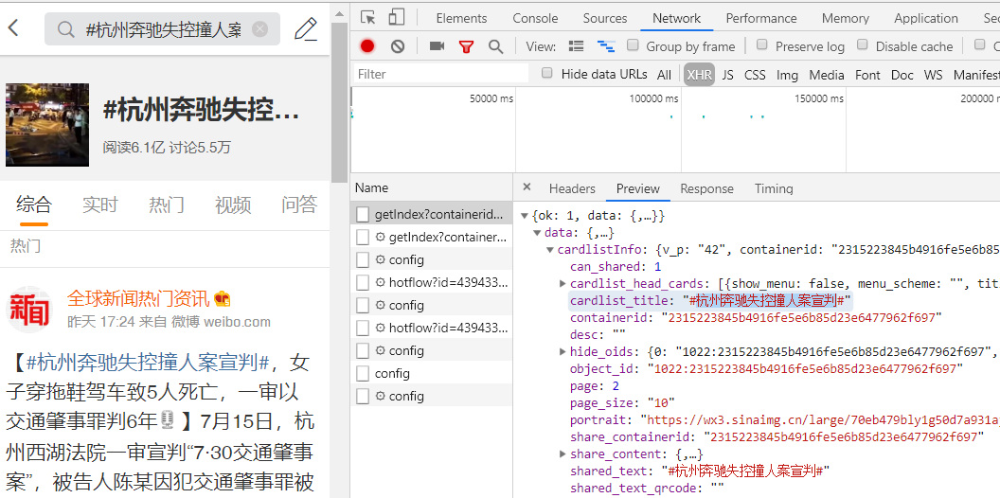 #杭州奔驰失控撞人案
#杭州奔驰失控…
阅读6.1亿 讨论5.5万
综合 实时 热门 视频 问答
热门
新闻
全球新闻热门资讯
昨天 17:24 来自 微博 weibo.com
【#杭州奔驰失控撞人案宣判#，女
子穿拖鞋驾车致5人死亡，一审以
交通肇事罪判6年🎙】7月15日，杭
州西湖法院一审宣判“7·30交通肇事
案”，被告人陈某因犯交通肇事罪被
Elements Console Sources Network Performance Memory Application Sec
View: Group by frame Preserve log Disable cache
Filter Hide data URLs All XHR JS CSS Img Media Font Doc WS Manifest
50000 ms 100000 ms 150000 ms 200000 ms
Name
getIndex?containerid...
getIndex?container...
config
hotflow?id=439433...
config
hotflow?id=439433...
config
config
config
× Headers Preview Response Timing
▼{ok: 1, data: {,…}}
▼data: {,…}
▼cardlistInfo: {v_p: "42", containerid: "2315223845b4916fe5e6b85
can_shared: 1
▶cardlist_head_cards: [{show_menu: false, menu_scheme: "", tit
cardlist_title: "#杭州奔驰失控撞人案宣判#"
containerid: "2315223845b4916fe5e6b85d23e6477962f697"
desc: ""
▶hide_oids: {0: "1022:2315223845b4916fe5e6b85d23e6477962f697",
object_id: "1022:2315223845b4916fe5e6b85d23e6477962f697"
page: 2
page_size: "10"
portrait: "https://wx3.sinaimg.cn/large/70eb479bly1g50d7a931aj
share_containerid: "2315223845b4916fe5e6b85d23e6477962f697"
▶share_content: {,…}
shared_text: "#杭州奔驰失控撞人案宣判#"
shared_text_qrcode: ""